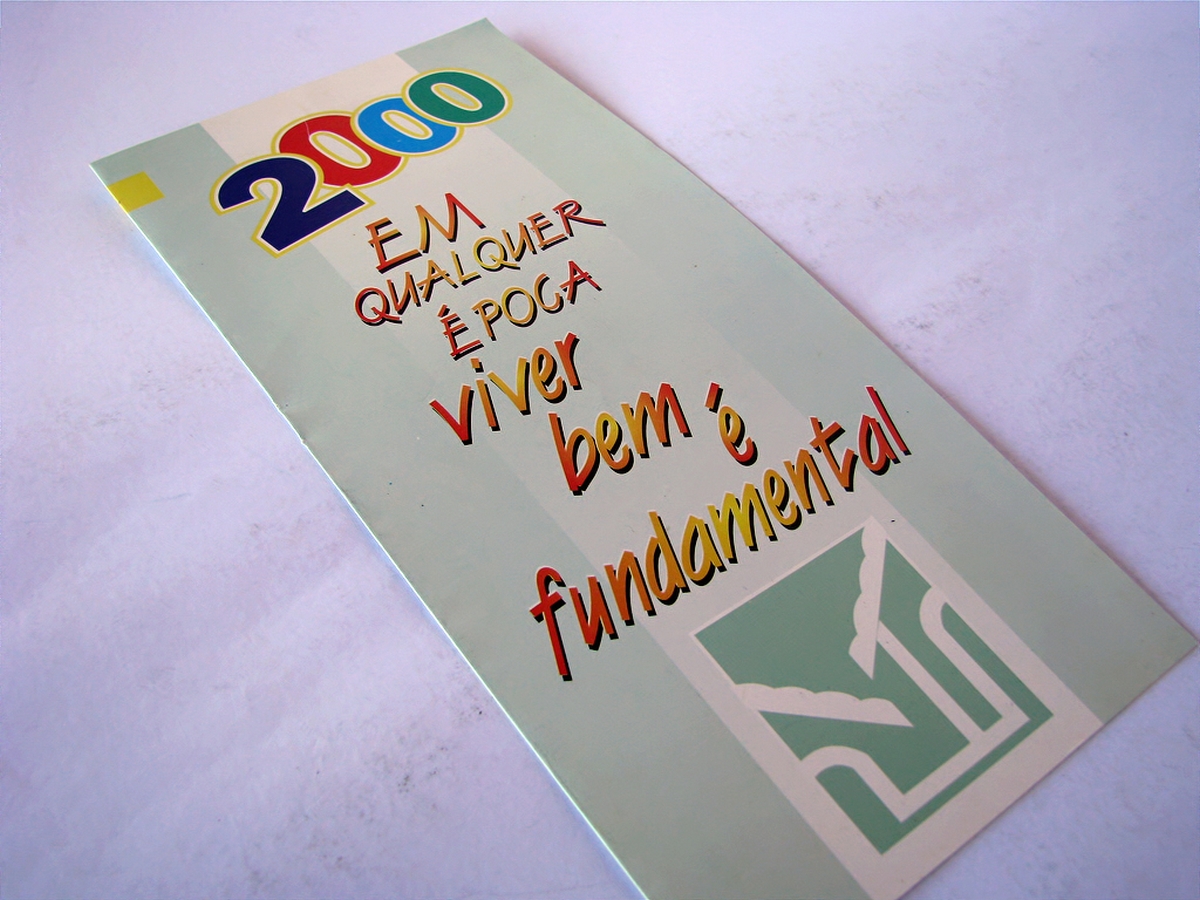 2000
EM
QUALQUER
ÉPOCA
viver
bem é
fundamental